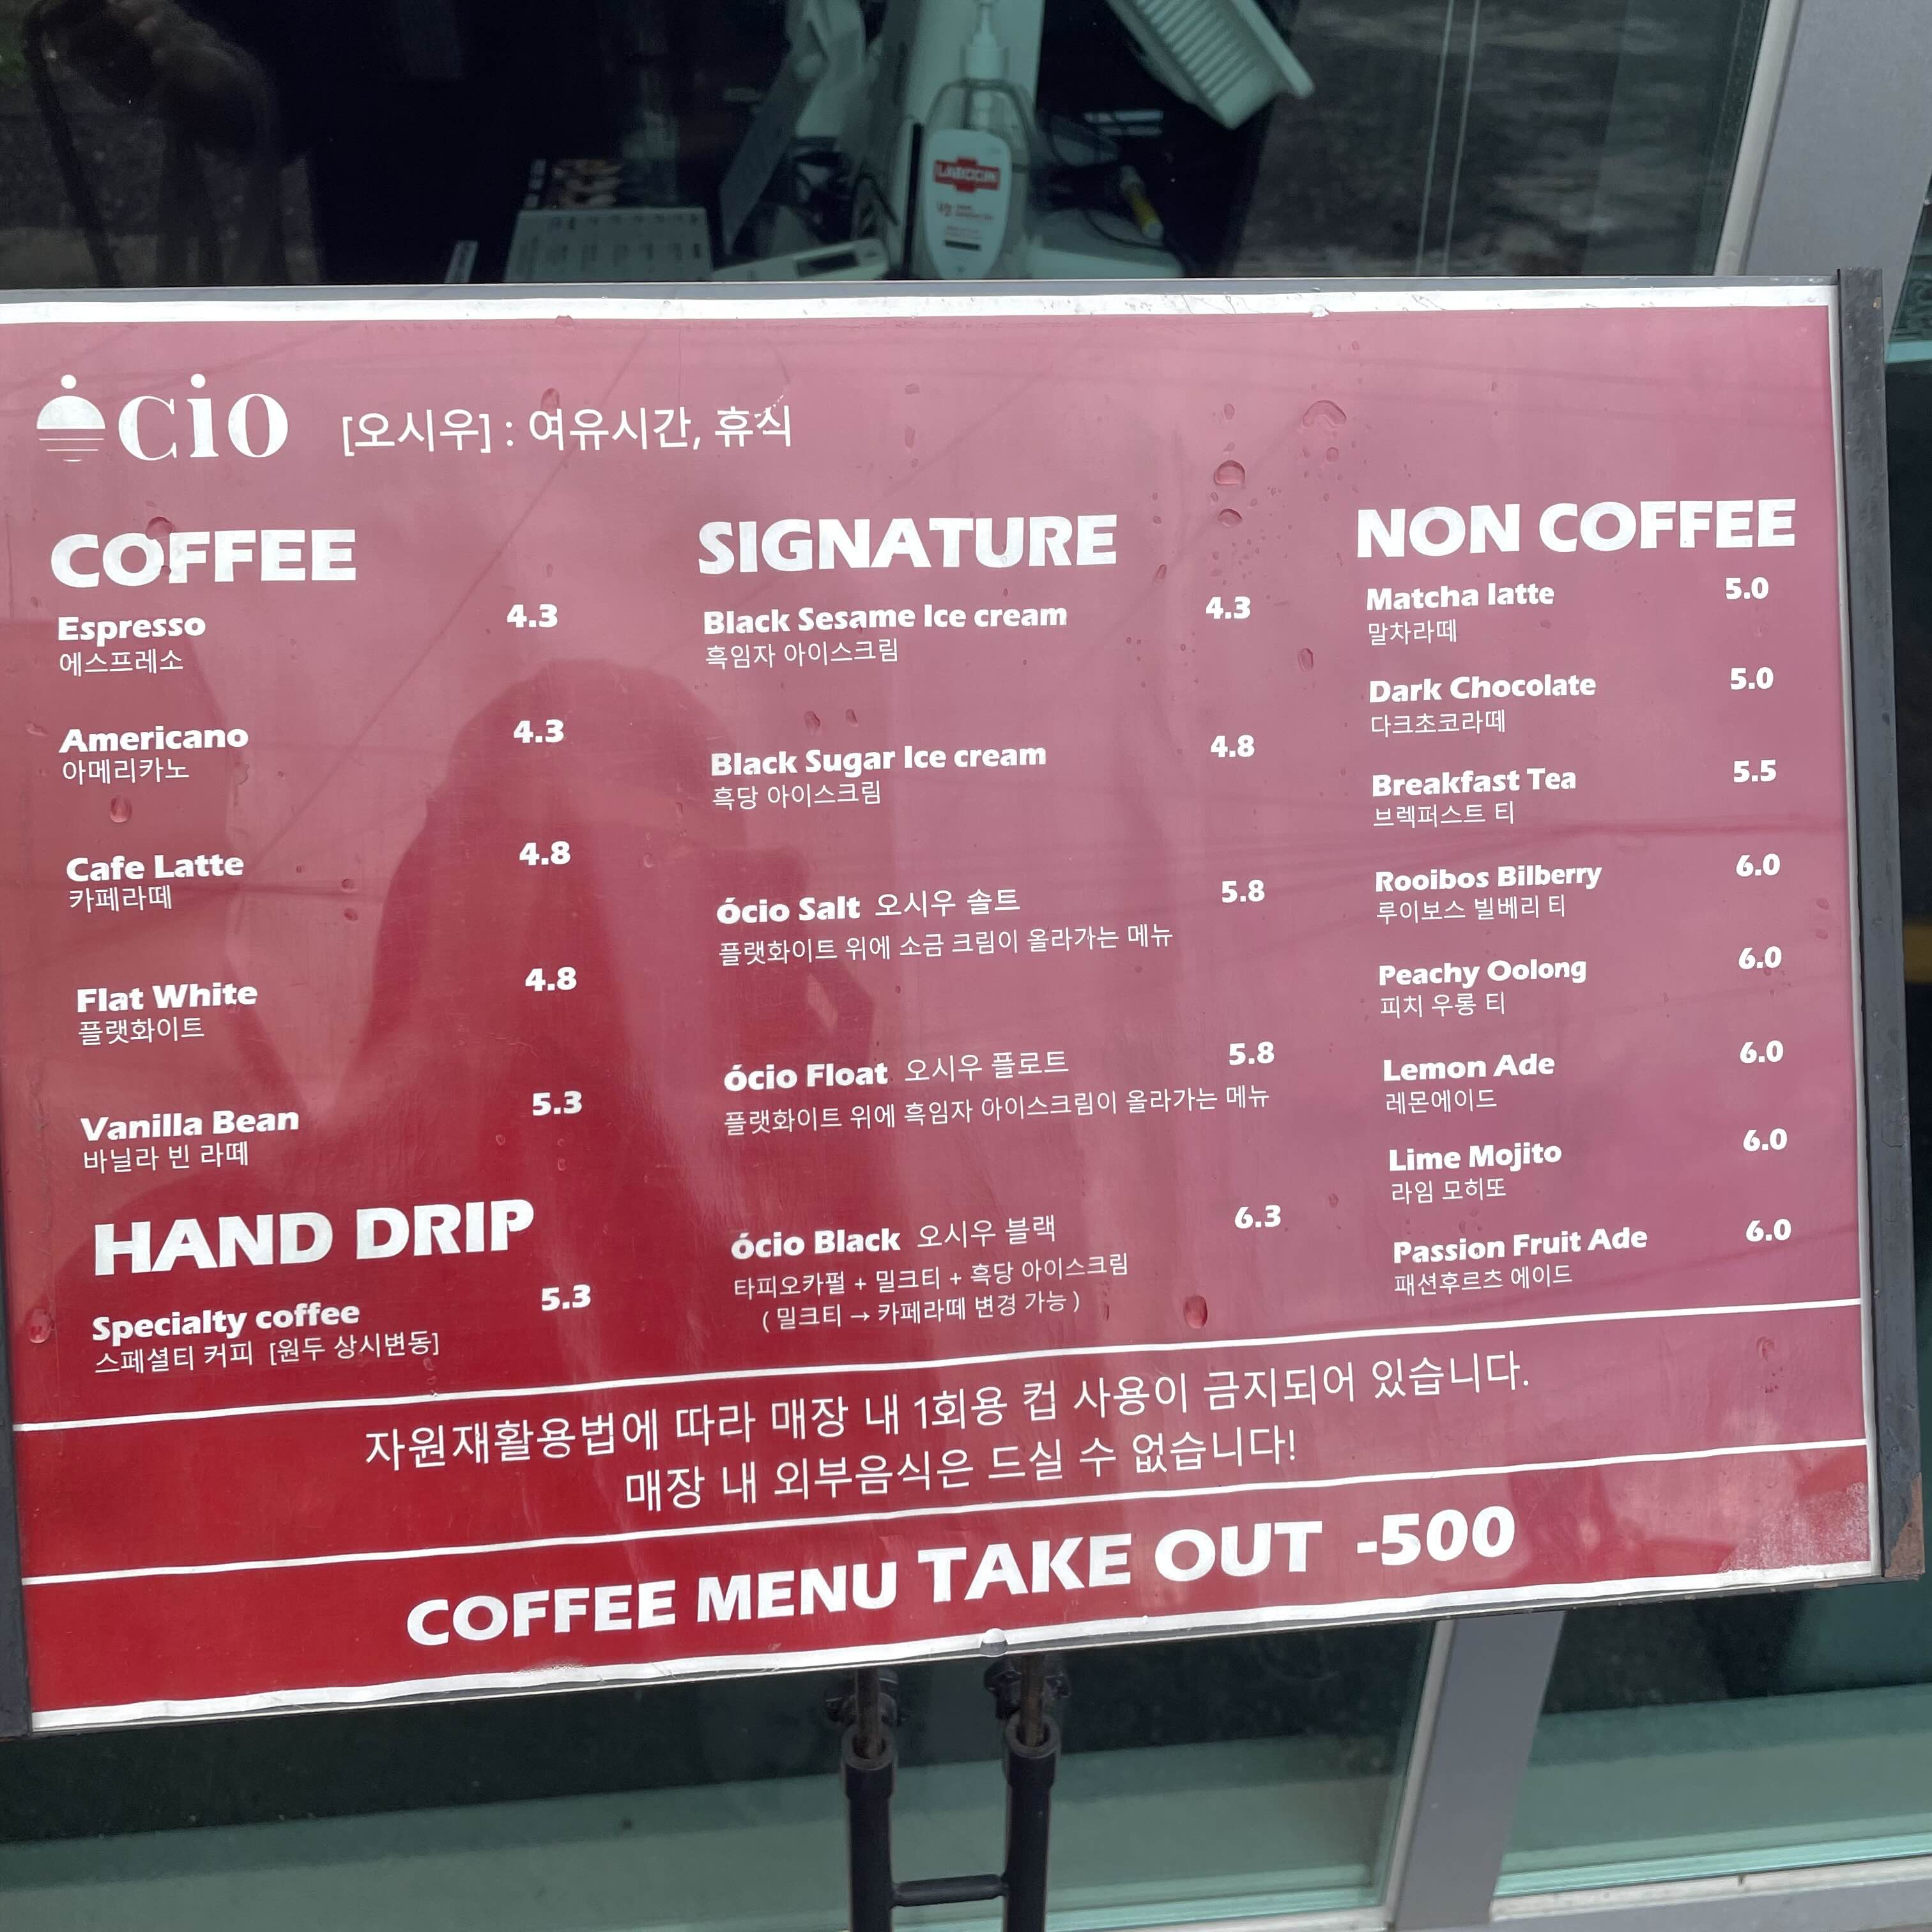 ócio [오시우] : 여유시간, 휴식
COFFEE
Espresso 4.3
에스프레소
Americano 4.3
아메리카노
Cafe Latte 4.8
카페라떼
Flat White 4.8
플랫화이트
Vanilla Bean 5.3
바닐라 빈 라떼
HAND DRIP
Specialty coffee 5.3
스페셜티 커피 [원두 상시변동]
SIGNATURE
Black Sesame Ice cream 4.3
흑임자 아이스크림
Black Sugar Ice cream 4.8
흑당 아이스크림
ócio Salt 오시우 솔트 5.8
플랫화이트 위에 소금 크림이 올라가는 메뉴
ócio Float 오시우 플로트 5.8
플랫화이트 위에 흑임자 아이스크림이 올라가는 메뉴
ócio Black 오시우 블랙 6.3
타피오카펄 + 밀크티 + 흑당 아이스크림
( 밀크티 → 카페라떼 변경 가능 )
NON COFFEE
Matcha latte 5.0
말차라떼
Dark Chocolate 5.0
다크초코라떼
Breakfast Tea 5.5
브렉퍼스트 티
Rooibos Bilberry 6.0
루이보스 빌베리 티
Peachy Oolong 6.0
피치 우롱 티
Lemon Ade 6.0
레몬에이드
Lime Mojito 6.0
라임 모히또
Passion Fruit Ade 6.0
패션후르츠 에이드
자원재활용법에 따라 매장 내 1회용 컵 사용이 금지되어 있습니다.
매장 내 외부음식은 드실 수 없습니다!
COFFEE MENU TAKE OUT -500